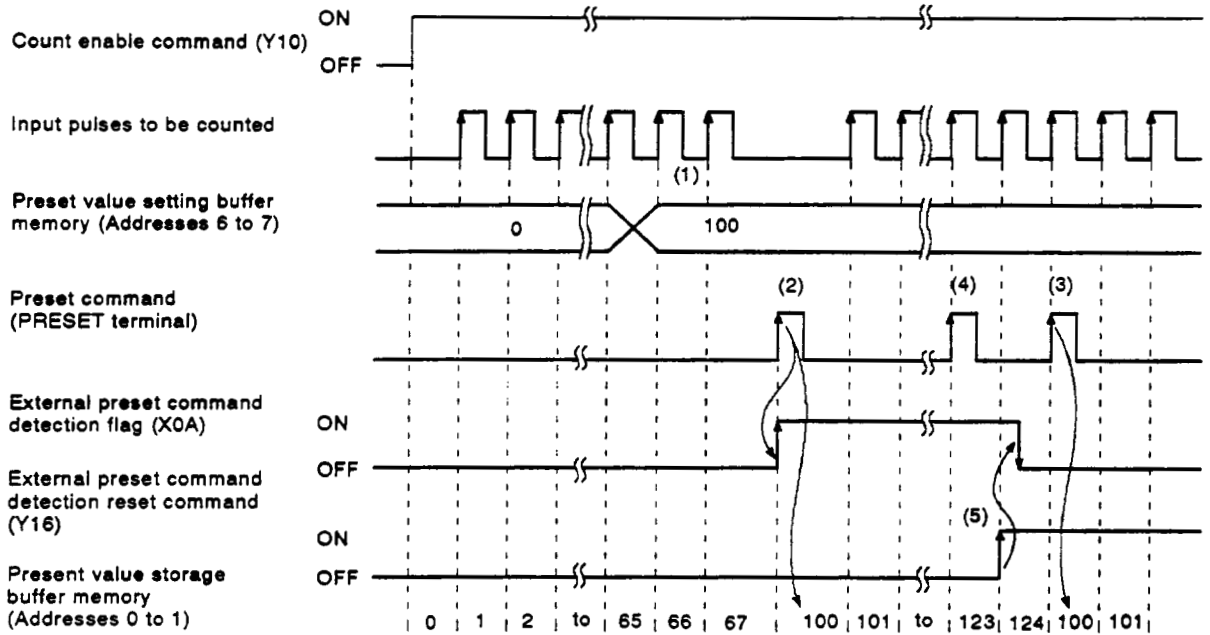 ON
Count enable command (Y10)
OFF
Input pulses to be counted
(1)
Preset value setting buffer
memory (Addresses 6 to 7)
0
100
Preset command
(PRESET terminal)
(2)
(4)
(3)
External preset command
detection flag (X0A)
ON
OFF
External preset command
detection reset command
(Y16)
(5)
ON
OFF
Present value storage
buffer memory
(Addresses 0 to 1)
0 1 2 to 65 66 67 100 101 to 123 124 100 101